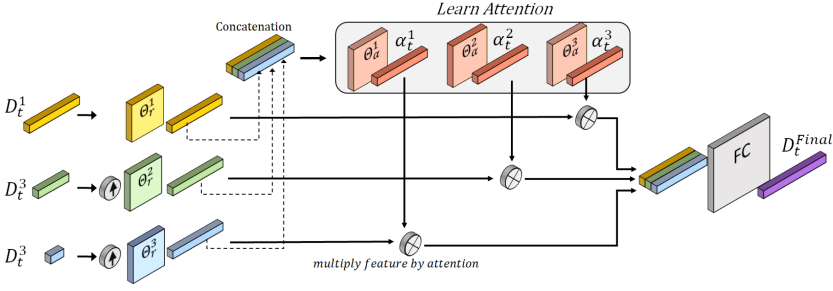 Learn Attention
Concatenation
Θ_α^1 α_t^1 Θ_α^2 α_t^2 Θ_α^3 α_t^3
D_t^1 Θ_r^1
D_t^3 Θ_r^2
FC D_t^Final
D_t^3 Θ_r^3
multiply feature by attention